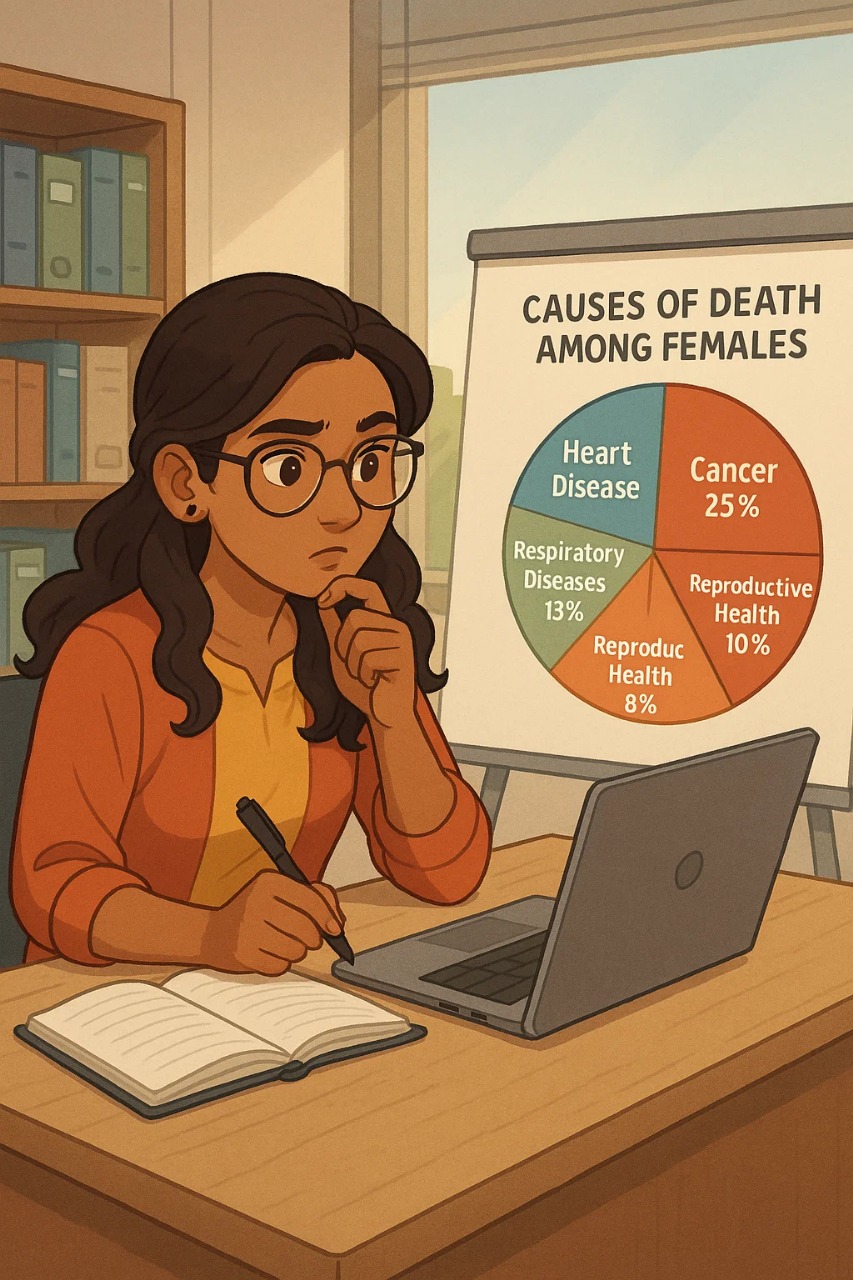 CAUSES OF DEATH
AMONG FEMALES
Heart
Disease
Cancer
25%
Respiratory
Diseases
13%
Reproductive
Health
10%
Reproduc
Health
8%